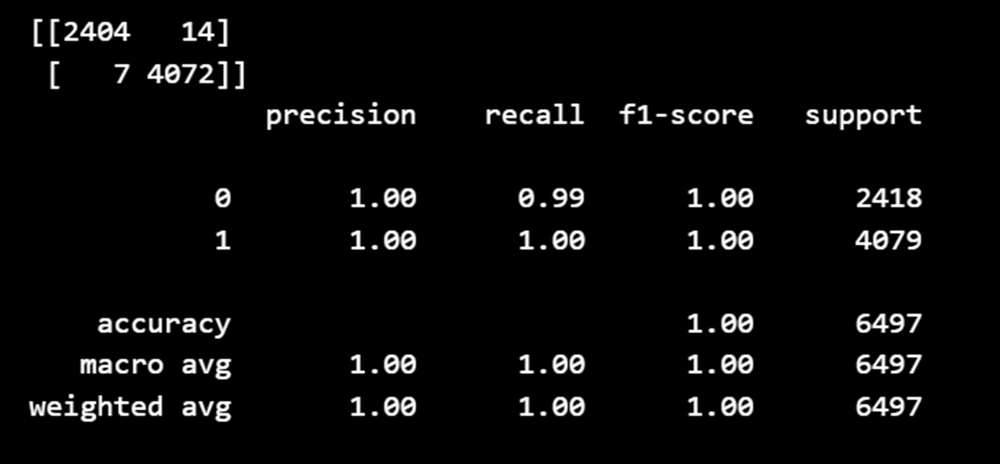 [[2404   14]
 [   7 4072]]
              precision    recall  f1-score   support

           0       1.00      0.99      1.00      2418
           1       1.00      1.00      1.00      4079

    accuracy                           1.00      6497
   macro avg       1.00      1.00      1.00      6497
weighted avg       1.00      1.00      1.00      6497